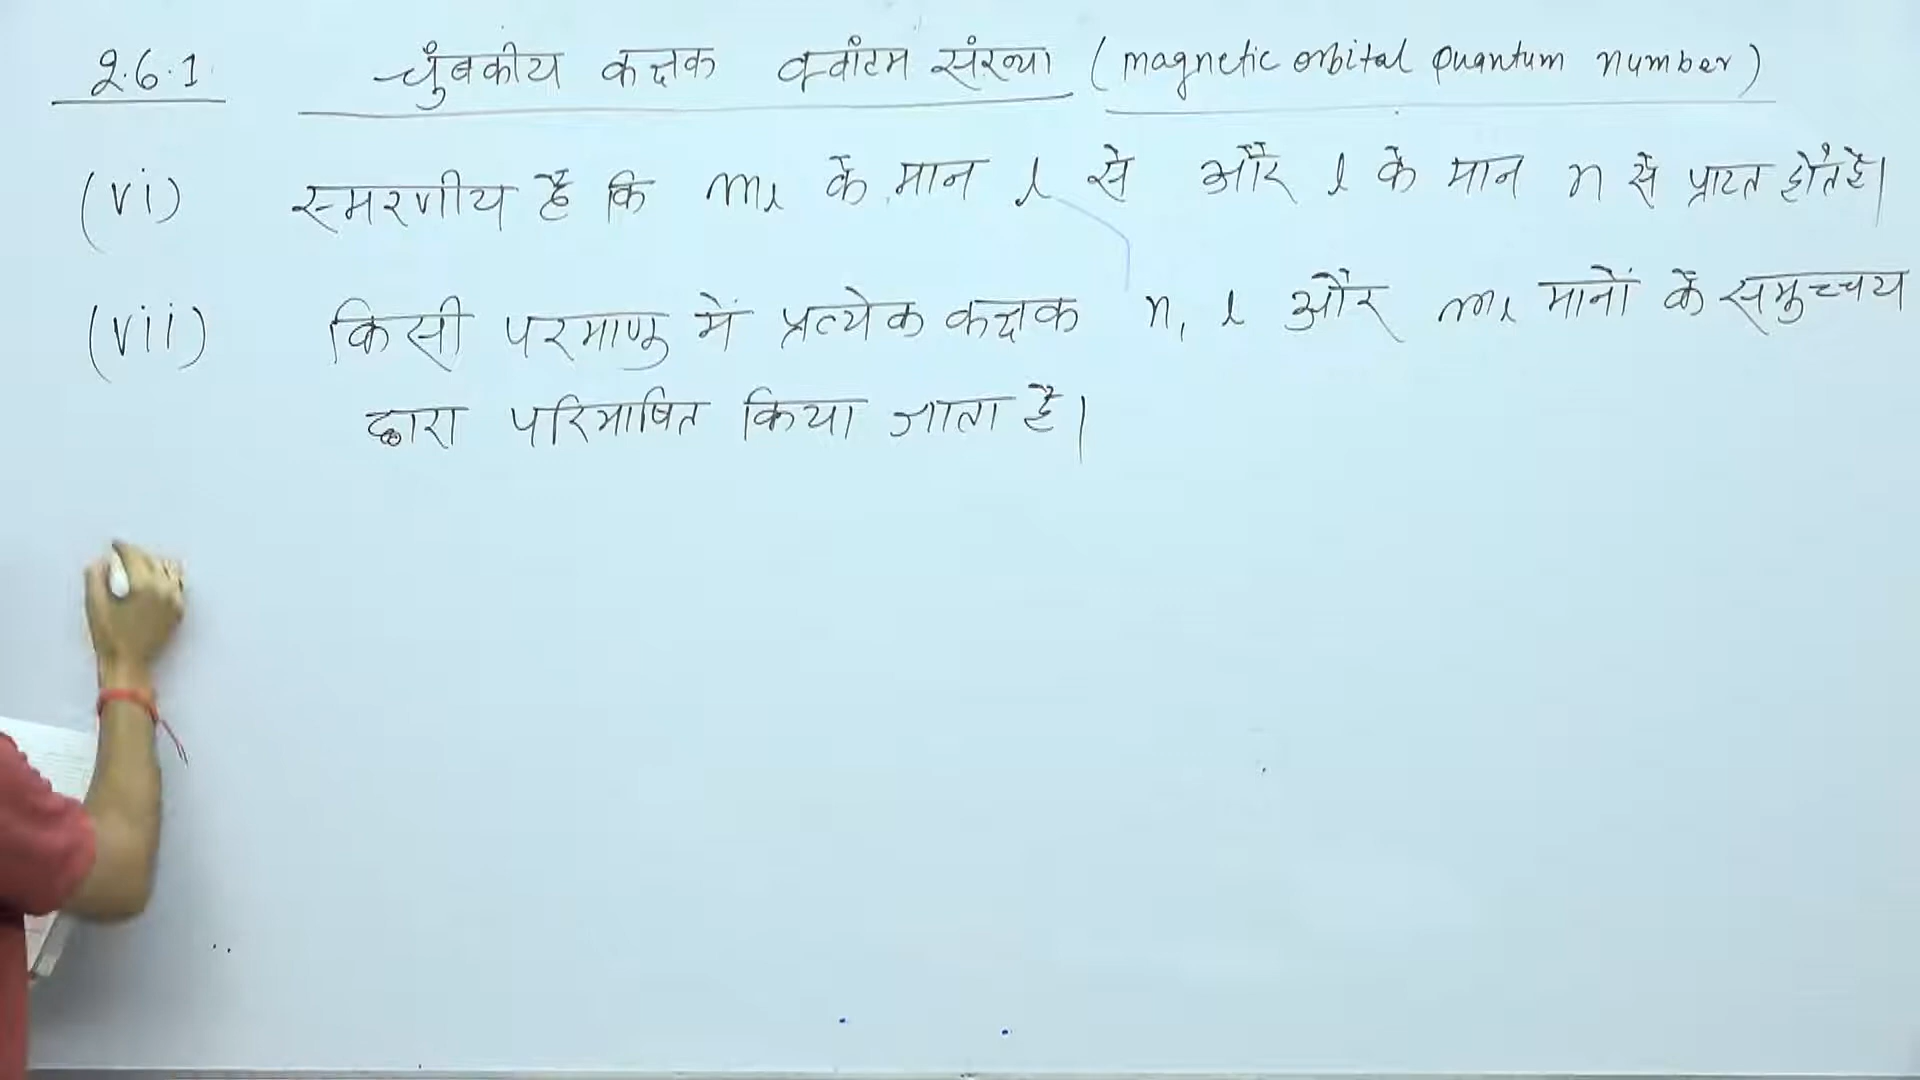 2.6.1 चुंबकीय कक्षक क्वांटम संख्या (magnetic orbital quantum number)
(vi) स्मरणीय है कि mₗ के मान l से और l के मान n से प्राप्त होते हैं।
(vii) किसी परमाणु में प्रत्येक कक्षक n, l और mₗ मानों के समुच्चय
द्वारा परिभाषित किया जाता है।